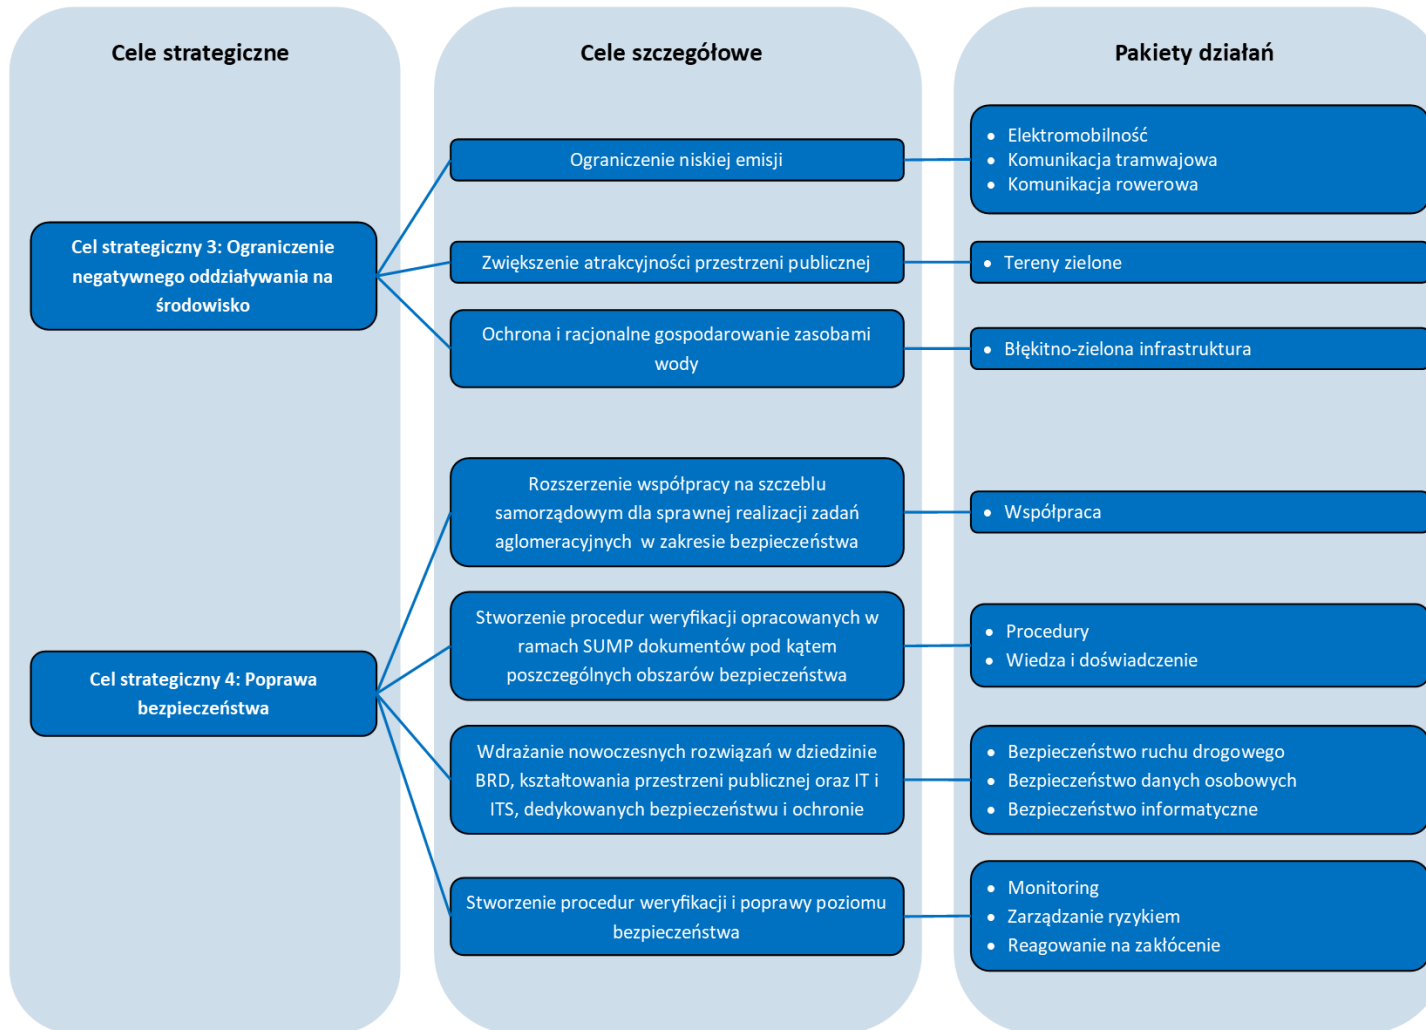 Cele strategiczne
Cele szczegółowe
Pakiety działań
Cel strategiczny 3: Ograniczenie
negatywnego oddziaływania na
środowisko
Ograniczenie niskiej emisji
• Elektromobilność
• Komunikacja tramwajowa
• Komunikacja rowerowa
Zwiększenie atrakcyjności przestrzeni publicznej
• Tereny zielone
Ochrona i racjonalne gospodarowanie zasobami
wody
• Błękitno-zielona infrastruktura
Cel strategiczny 4: Poprawa
bezpieczeństwa
Rozszerzenie współpracy na szczeblu
samorządowym dla sprawnej realizacji zadań
aglomeracyjnych w zakresie bezpieczeństwa
• Współpraca
Stworzenie procedur weryfikacji opracowanych w
ramach SUMP dokumentów pod kątem
poszczególnych obszarów bezpieczeństwa
• Procedury
• Wiedza i doświadczenie
Wdrażanie nowoczesnych rozwiązań w dziedzinie
BRD, kształtowania przestrzeni publicznej oraz IT i
ITS, dedykowanych bezpieczeństwu i ochronie
• Bezpieczeństwo ruchu drogowego
• Bezpieczeństwo danych osobowych
• Bezpieczeństwo informatyczne
Stworzenie procedur weryfikacji i poprawy poziomu
bezpieczeństwa
• Monitoring
• Zarządzanie ryzykiem
• Reagowanie na zakłócenie